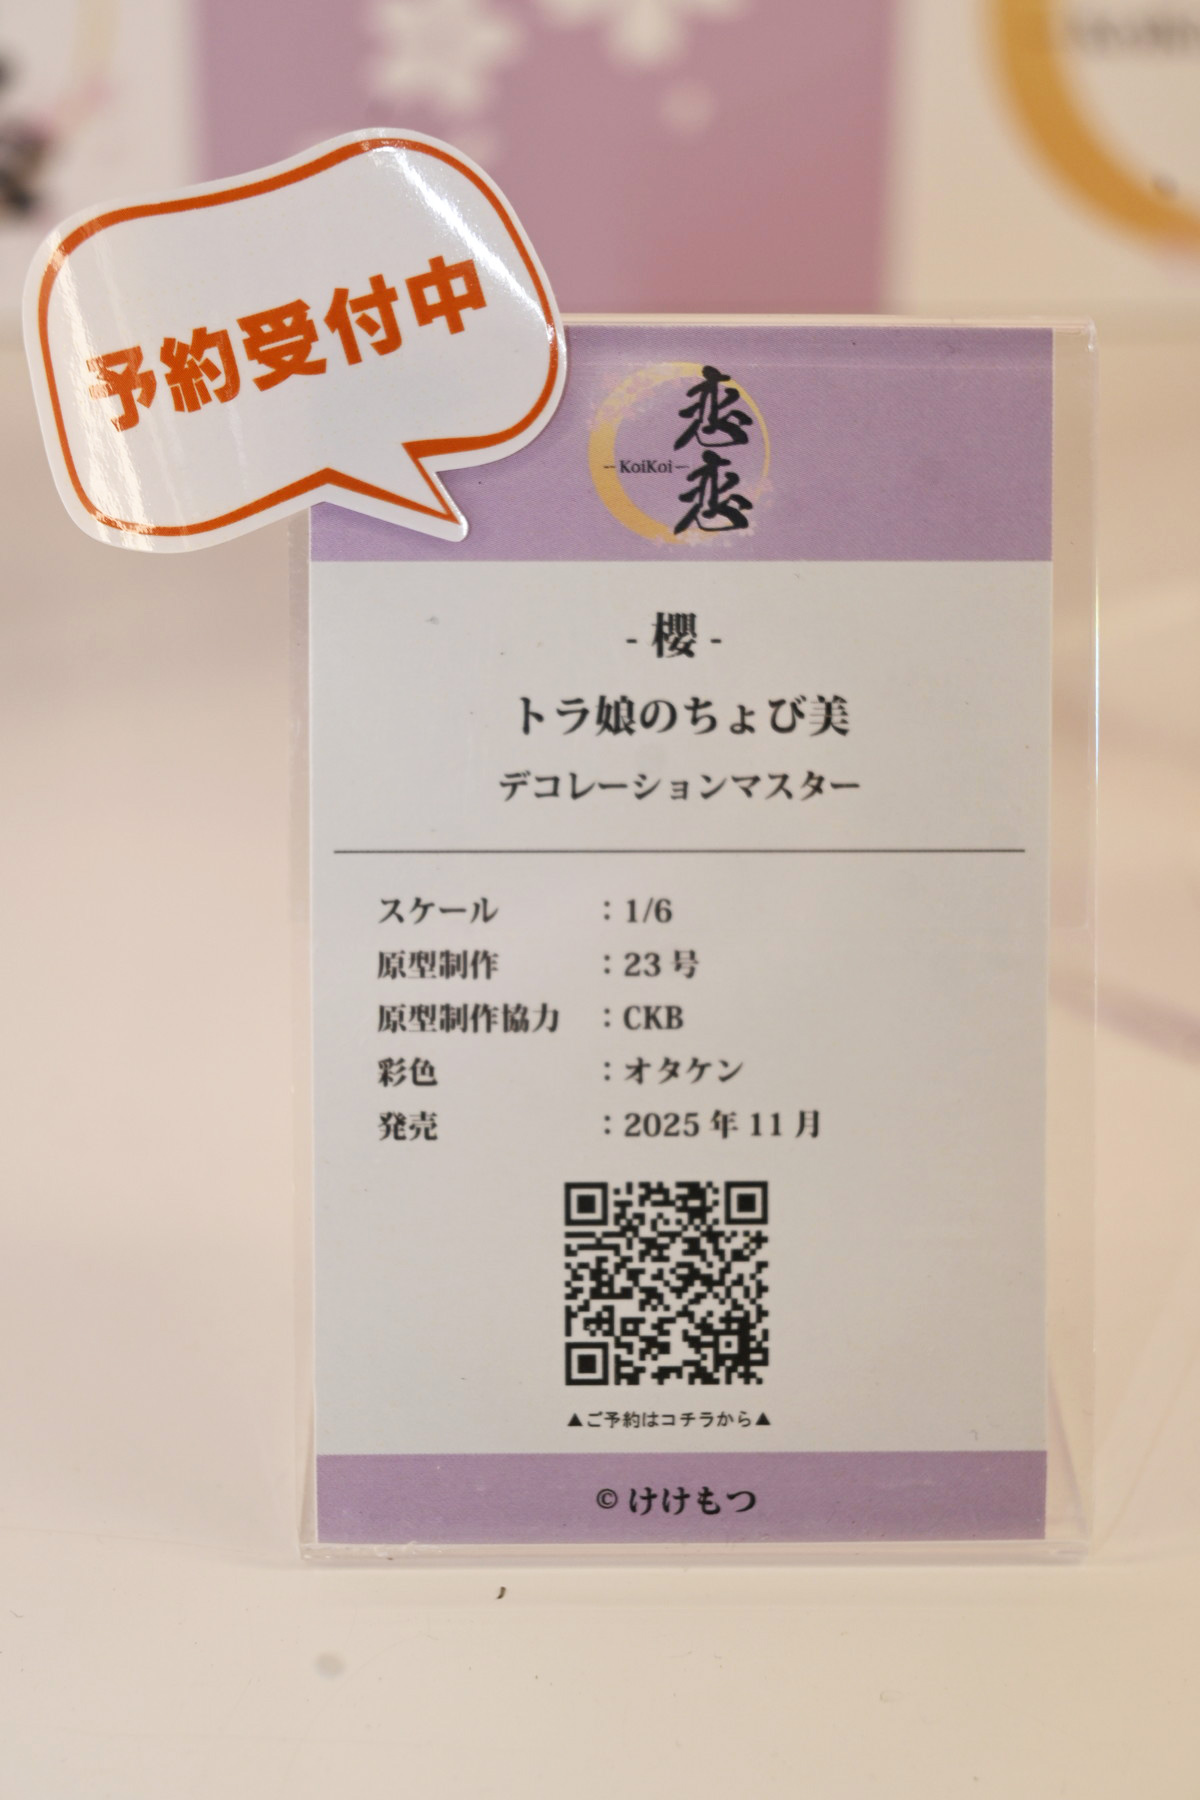 予約受付中
恋恋
KoiKoi
- 櫻 -
トラ娘のちょび美
デコレーションマスター
スケール :1/6
原型制作 :23 号
原型制作協力 :CKB
彩色 :オタケン
発売 :2025 年 11 月
▲ご予約はコチラから▲
© けけもつ